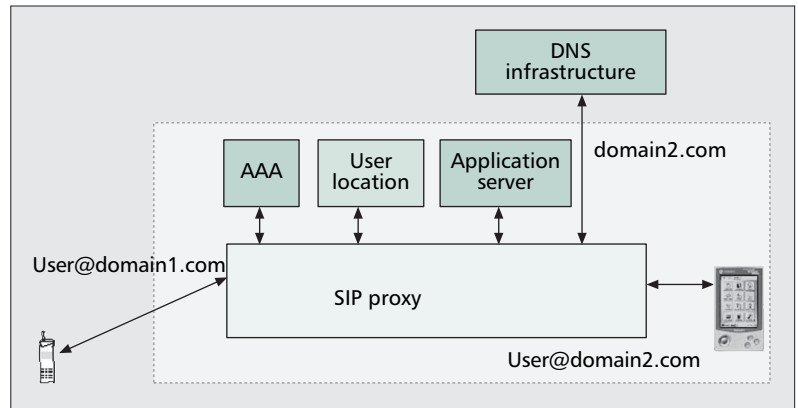 DNS
infrastructure
domain2.com
AAA
User
location
Application
server
User@domain1.com
SIP proxy
User@domain2.com